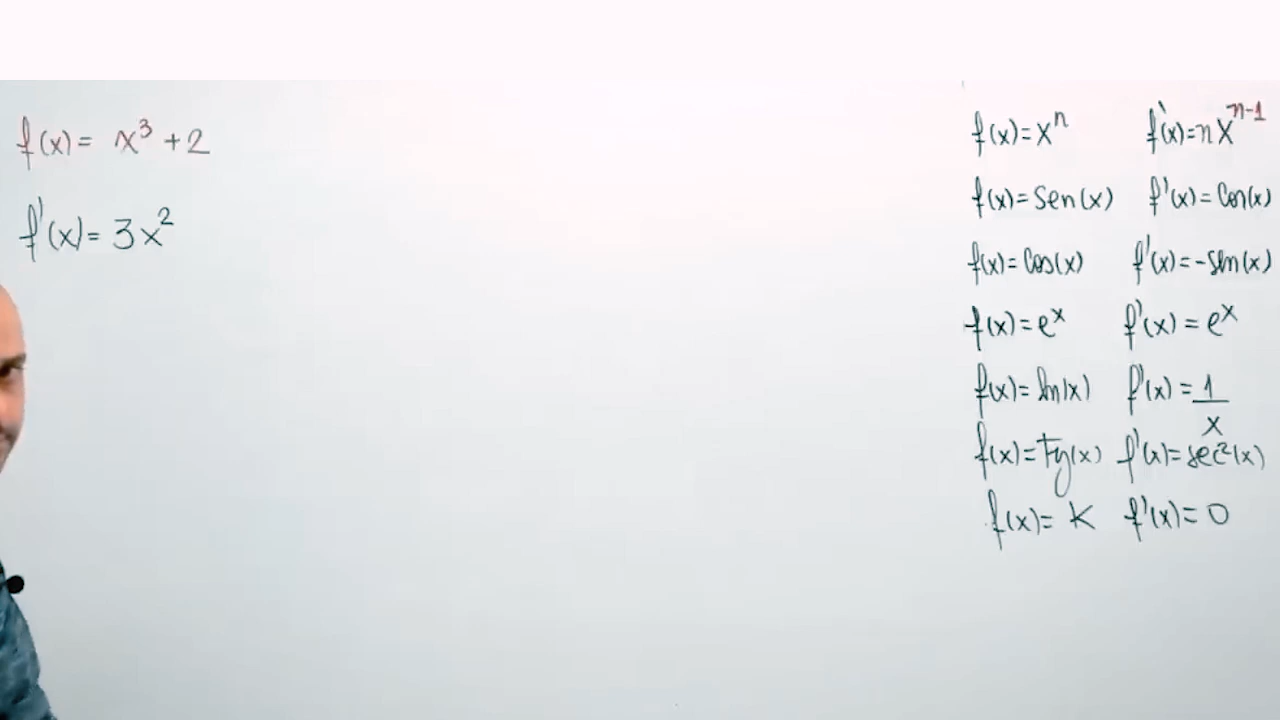 f(x) = x³ + 2
f'(x) = 3x²
f(x) = xⁿ f'(x) = nxⁿ⁻¹
f(x) = Sen(x) f'(x) = Cos(x)
f(x) = Cos(x) f'(x) = -Sen(x)
f(x) = eˣ f'(x) = eˣ
f(x) = ln(x) f'(x) = 1/x
f(x) = Tg(x) f'(x) = sec²(x)
f(x) = K f'(x) = 0